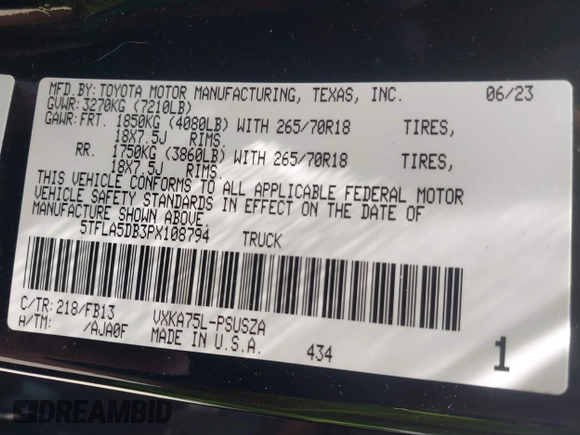 MFD.BY: TOYOTA MOTOR MANUFACTURING, TEXAS, INC. 06/23
GVWR: 3270KG (7210LB)
GAWR: FRT. 1850KG (4080LB) WITH 265/70R18 TIRES,
18X7.5J RIMS.
RR. 1750KG (3860LB) WITH 265/70R18 TIRES,
18X7.5J RIMS.
THIS VEHICLE CONFORMS TO ALL APPLICABLE FEDERAL MOTOR
VEHICLE SAFETY STANDARDS IN EFFECT ON THE DATE OF
MANUFACTURE SHOWN ABOVE.
5TFLA5DB3PX108794 TRUCK
C/TR: 218/FB13 VXKA75L-PSUSZA
A/TM: /AJA0F MADE IN U.S.A. 434 1
DREAMBID